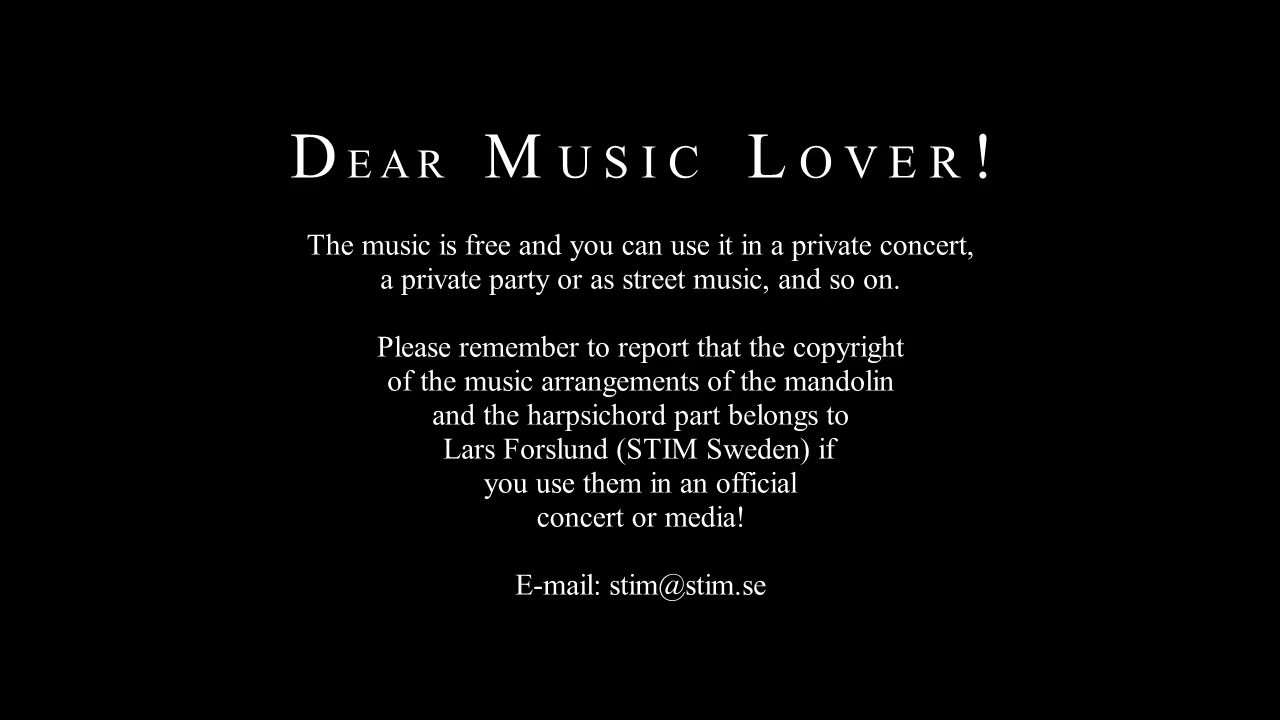 DEAR MUSIC LOVER!
The music is free and you can use it in a private concert,
a private party or as street music, and so on.
Please remember to report that the copyright
of the music arrangements of the mandolin
and the harpsichord part belongs to
Lars Forslund (STIM Sweden) if
you use them in an official
concert or media!
E-mail: stim@stim.se